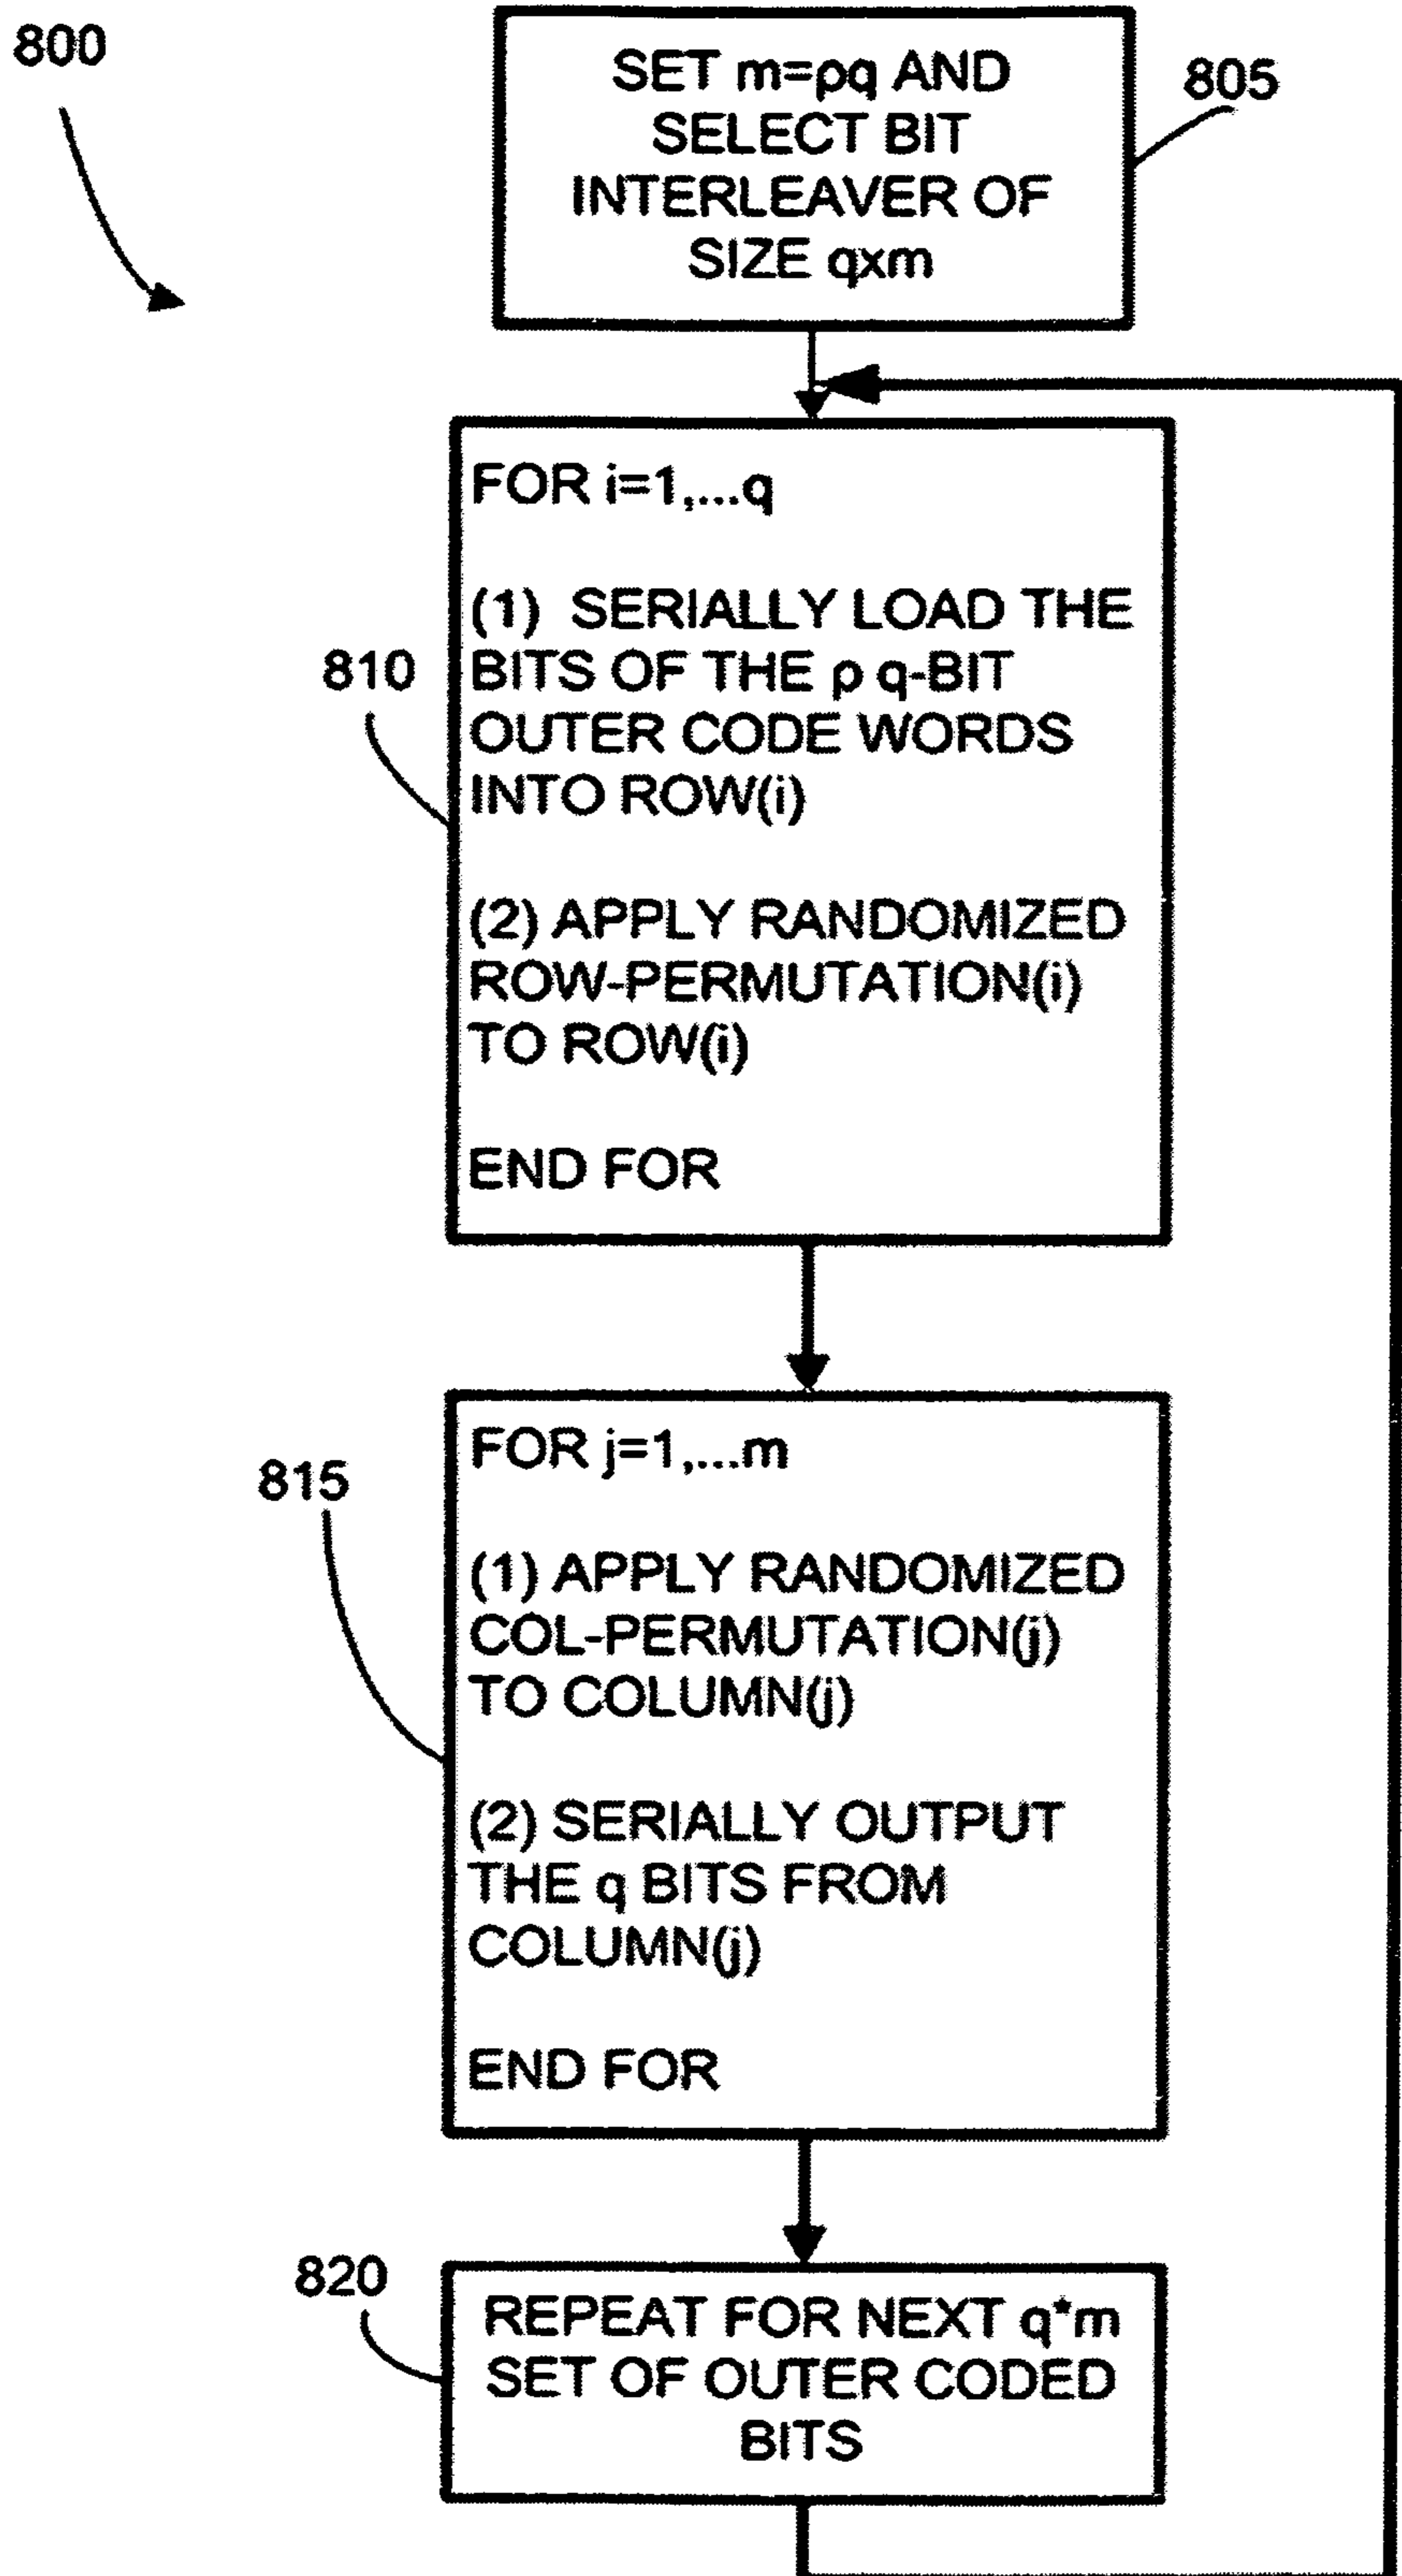 800
SET m=ρq AND
SELECT BIT
INTERLEAVER OF
SIZE qxm
805
FOR i=1,...q
(1) SERIALLY LOAD THE
BITS OF THE ρ q-BIT
OUTER CODE WORDS
INTO ROW(i)
810
(2) APPLY RANDOMIZED
ROW-PERMUTATION(i)
TO ROW(i)
END FOR
FOR j=1,...m
815
(1) APPLY RANDOMIZED
COL-PERMUTATION(j)
TO COLUMN(j)
(2) SERIALLY OUTPUT
THE q BITS FROM
COLUMN(j)
END FOR
820
REPEAT FOR NEXT q*m
SET OF OUTER CODED
BITS